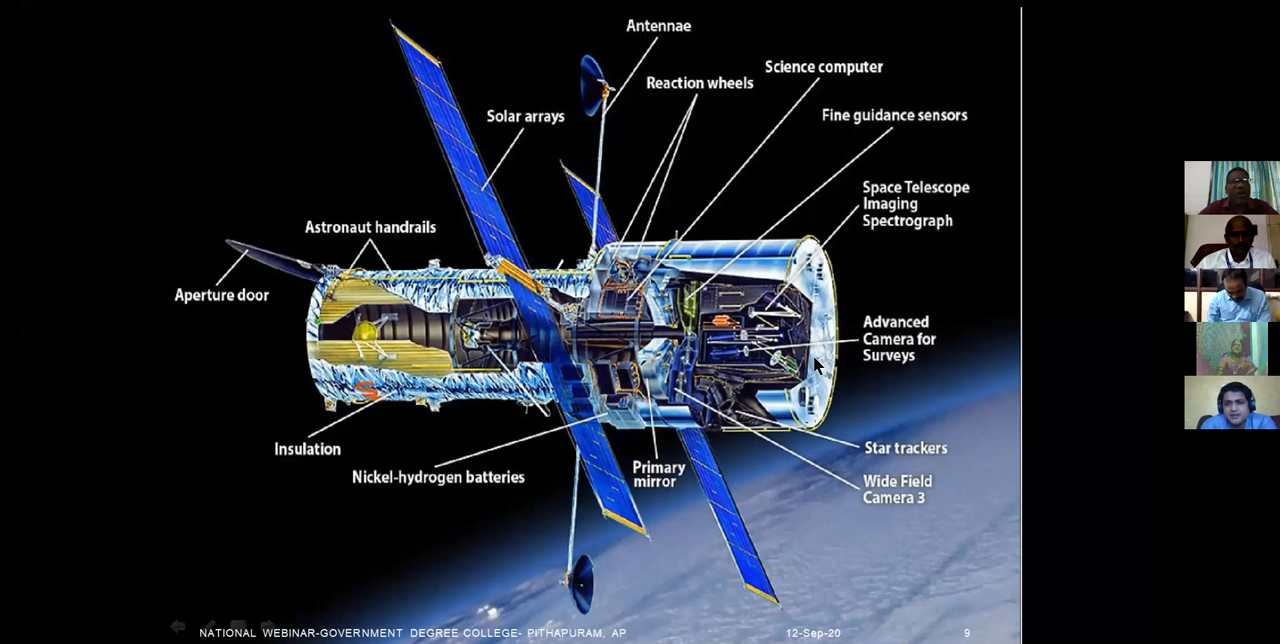 Antennae
Science computer
Reaction wheels
Solar arrays
Fine guidance sensors
Space Telescope
Imaging
Spectrograph
Astronaut handrails
Aperture door
Advanced
Camera for
Surveys
Insulation
Nickel-hydrogen batteries
Primary
mirror
Star trackers
Wide Field
Camera 3
NATIONAL WEBINAR-GOVERNMENT DEGREE COLLEGE- PITHAPURAM, AP
12-Sep-20
9